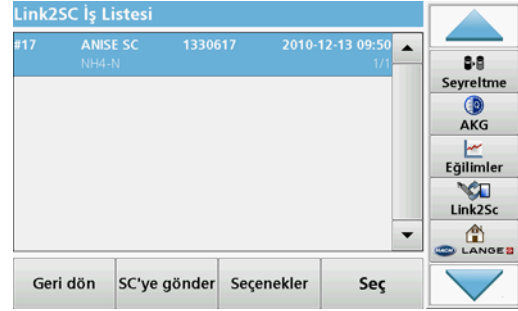 Link2SC İş Listesi
#17 ANISE SC 1330617 2010-12-13 09:50
NH4-N 1/1
Seyreltme
AKG
Eğilimler
Link2Sc
HACH LANGE
Geri dön SC'ye gönder Seçenekler Seç